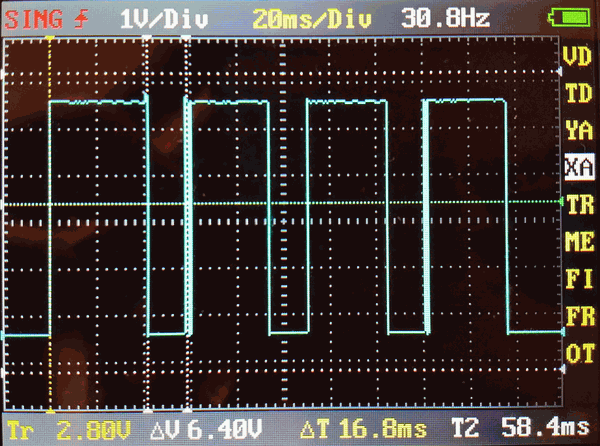 SING 1V/Div 20ms/Div 30.8Hz
VD
TD
YA
XA
TR
ME
FI
FR
OT
Tr 2.80V ΔV 6.40V ΔT 16.8ms T2 58.4ms